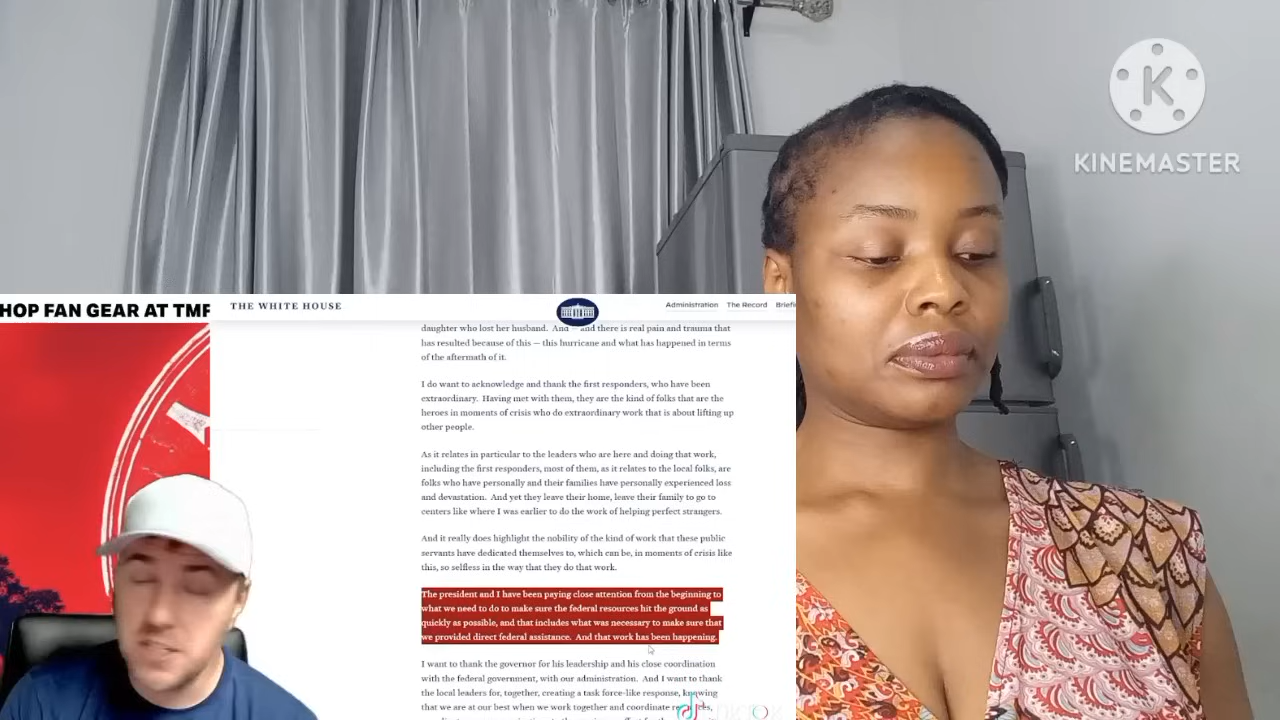 KINEMASTER
HOP FAN GEAR AT TMF
THE WHITE HOUSE
Administration The Record Briefi
daughter who lost her husband. And — and there is real pain and trauma that
has resulted because of this — this hurricane and what has happened in terms
of the aftermath of it.
I do want to acknowledge and thank the first responders, who have been
extraordinary. Having met with them, they are the kind of folks that are the
heroes in moments of crisis who do extraordinary work that is about lifting up
other people.
As it relates in particular to the leaders who are here and doing that work,
including the first responders, most of them, as it relates to the local folks, are
folks who have personally and their families have personally experienced loss
and devastation. And yet they leave their home, leave their family to go to
centers like where I was earlier to do the work of helping perfect strangers.
And it really does highlight the nobility of the kind of work that these public
servants have dedicated themselves to, which can be, in moments of crisis like
this, so selfless in the way that they do that work.
The president and I have been paying close attention from the beginning to
what we need to do to make sure the federal resources hit the ground as
quickly as possible, and that includes what was necessary to make sure that
we provided direct federal assistance. And that work has been happening.
I want to thank the governor for his leadership and his close coordination
with the federal government, with our administration. And I want to thank
the local leaders for, together, creating a task force-like response, knowing
that we are at our best when we work together and coordinate